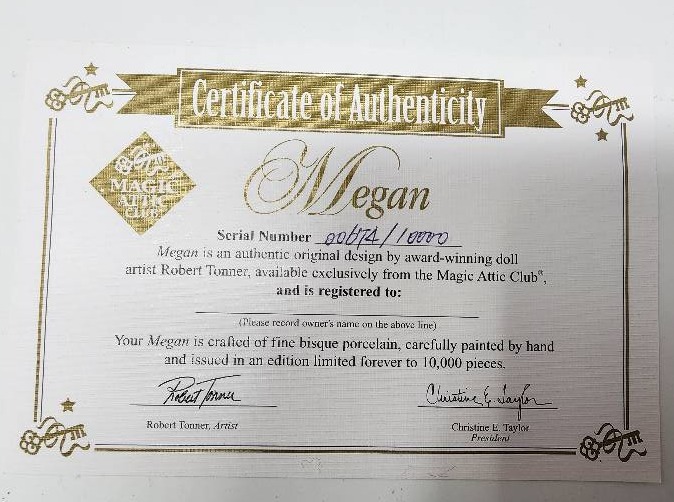 Certificate of Authenticity
MAGIC
ATTIC
CLUB
Megan
Serial Number 00674/10000
Megan is an authentic original design by award-winning doll
artist Robert Tonner, available exclusively from the Magic Attic Club®,
and is registered to:
(Please record owner's name on the above line)
Your Megan is crafted of fine bisque porcelain, carefully painted by hand
and issued in an edition limited forever to 10,000 pieces.
Robert Tonner
Christine E. Taylor
Robert Tonner, Artist
Christine E. Taylor
President